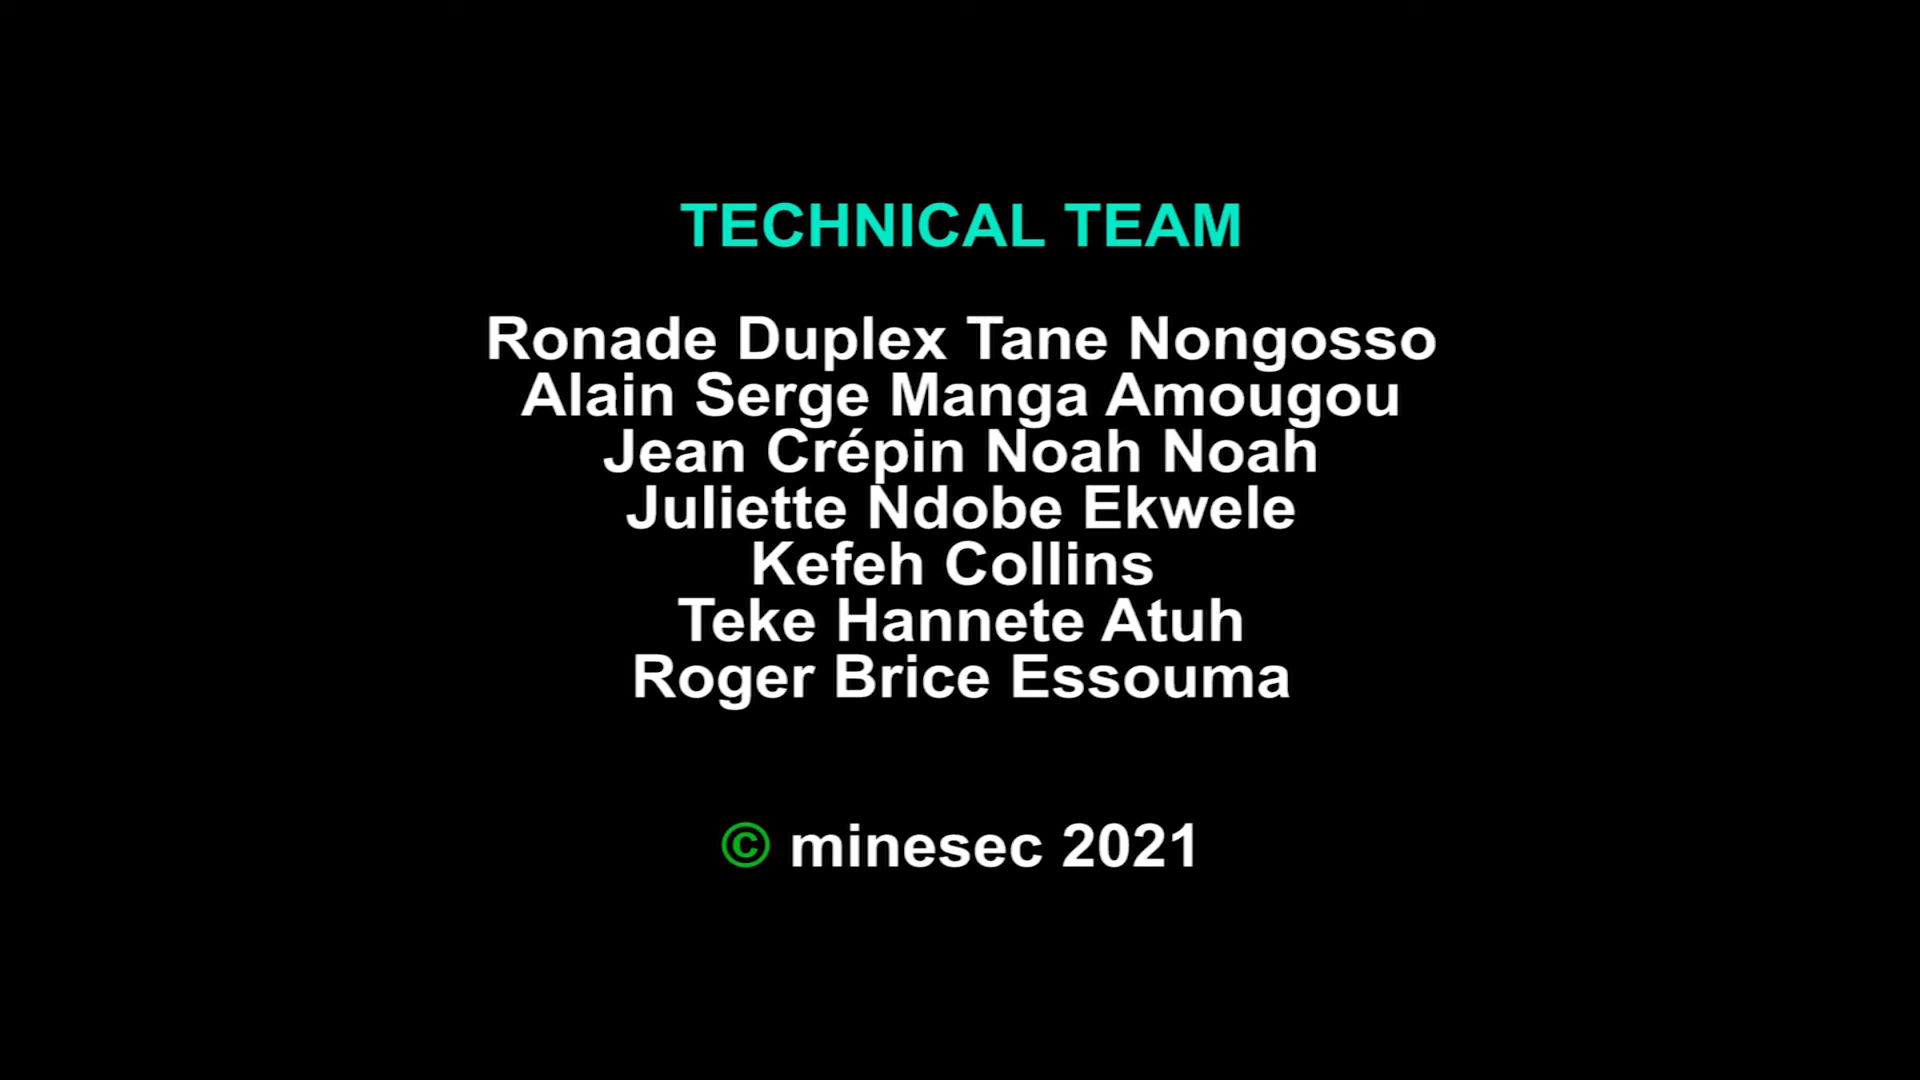 TECHNICAL TEAM
Ronade Duplex Tane Nongosso
Alain Serge Manga Amougou
Jean Crépin Noah Noah
Juliette Ndobe Ekwele
Kefeh Collins
Teke Hannete Atuh
Roger Brice Essouma
© minesec 2021